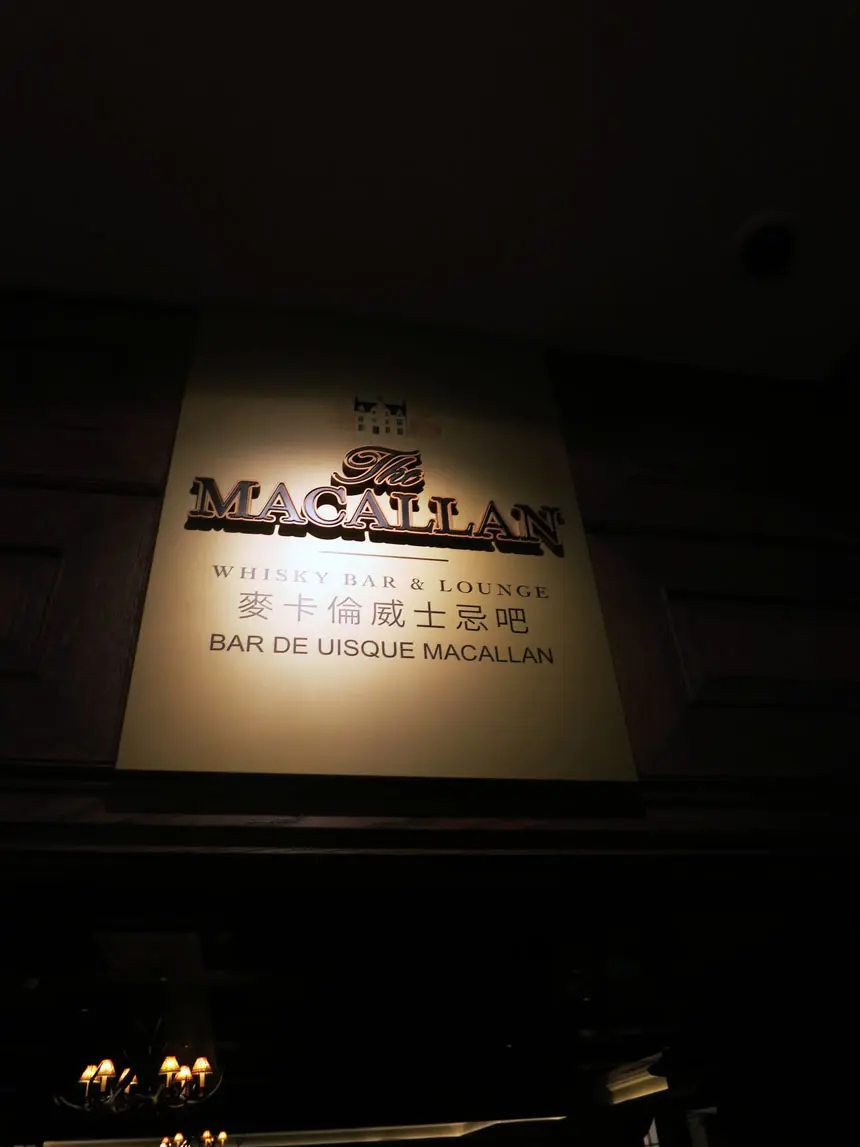 The
MACALLAN
WHISKY BAR & LOUNGE
麥卡倫威士忌吧
BAR DE UISQUE MACALLAN